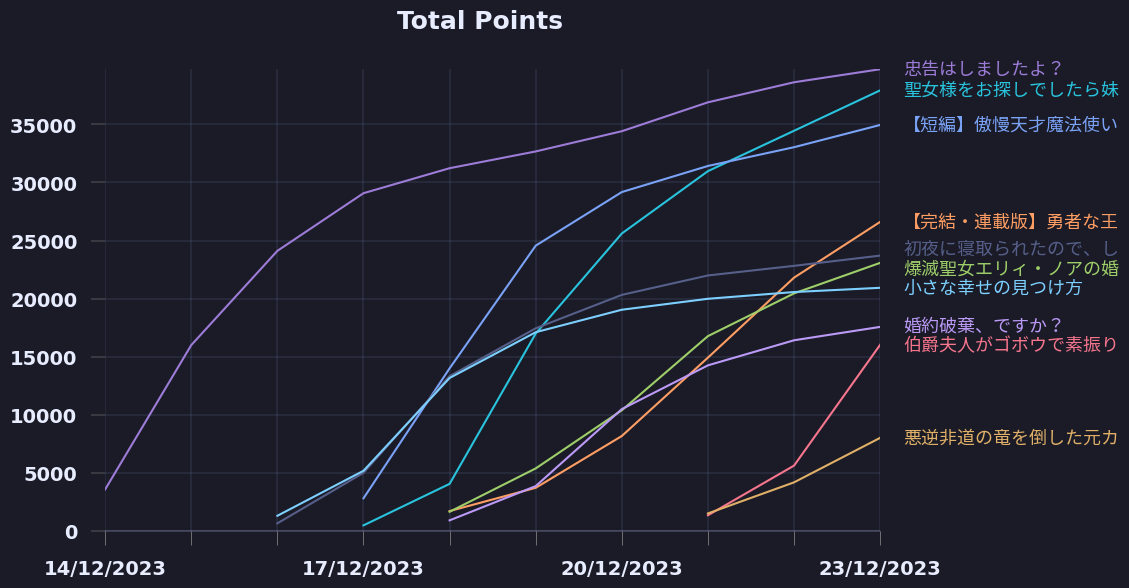 Total Points
忠告はしましたよ？
聖女様をお探しでしたら妹
35000
【短編】傲慢天才魔法使い
30000
【完結・連載版】勇者な王
25000
初夜に寝取られたので、し
爆滅聖女エリィ・ノアの婚
20000
小さな幸せの見つけ方
婚約破棄、ですか？
15000
伯爵夫人がゴボウで素振り
10000
悪逆非道の竜を倒した元カ
5000
0
14/12/2023
17/12/2023
20/12/2023
23/12/2023